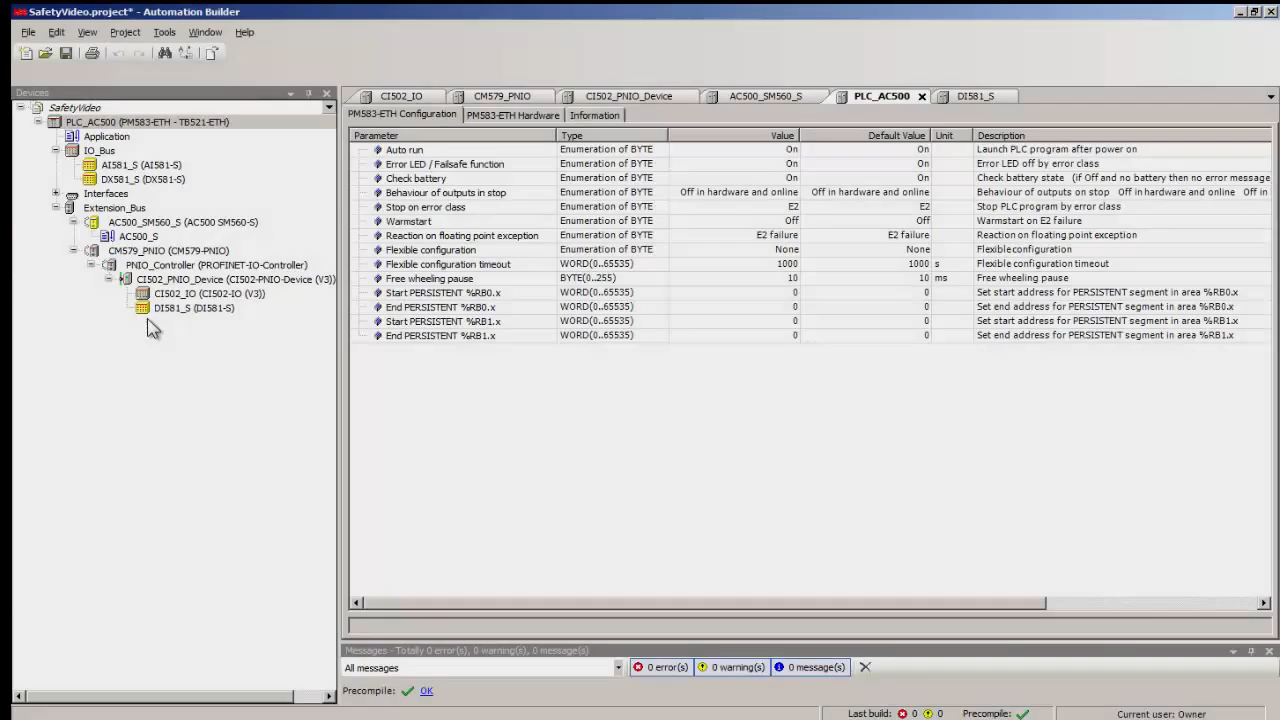 SafetyVideo.project* - Automation Builder
File Edit View Project Tools Window Help
Devices
SafetyVideo
PLC_AC500 (PM583-ETH - TB521-ETH)
Application
IO_Bus
AI581_S (AI581-S)
DX581_S (DX581-S)
Interfaces
Extension_Bus
AC500_SM560_S (AC500 SM560-S)
AC500_S
CM579_PNIO (CM579-PNIO)
PNIO_Controller (PROFINET-IO-Controller)
CI502_PNIO_Device (CI502-PNIO-Device (V3))
CI502_IO (CI502-IO (V3))
DI581_S (DI581-S)
CI502_IO CM579_PNIO CI502_PNIO_Device AC500_SM560_S PLC_AC500 DI581_S
PM583-ETH Configuration PM583-ETH Hardware Information
Parameter Type Value Default Value Unit Description
Auto run Enumeration of BYTE On On Launch PLC program after power on
Error LED / Failsafe function Enumeration of BYTE On On Error LED off by error class
Check battery Enumeration of BYTE On On Check battery state (if Off and no battery then no error message
Behaviour of outputs in stop Enumeration of BYTE Off in hardware and online Off in hardware and online Behaviour of outputs on stop Off in hardware and online Off in
Stop on error class Enumeration of BYTE E2 E2 Stop PLC program by error class
Warmstart Enumeration of BYTE Off Off Warmstart on E2 failure
Reaction on floating point exception Enumeration of BYTE E2 failure E2 failure Reaction on floating point exception
Flexible configuration Enumeration of BYTE None None Flexible configuration
Flexible configuration timeout WORD(0..65535) 1000 1000 s Flexible configuration timeout
Free wheeling pause BYTE(0..255) 10 10 ms Free wheeling pause
Start PERSISTENT %RB0.x WORD(0..65535) 0 0 Set start address for PERSISTENT segment in area %RB0.x
End PERSISTENT %RB0.x WORD(0..65535) 0 0 Set end address for PERSISTENT segment in area %RB0.x
Start PERSISTENT %RB1.x WORD(0..65535) 0 0 Set start address for PERSISTENT segment in area %RB1.x
End PERSISTENT %RB1.x WORD(0..65535) 0 0 Set end address for PERSISTENT segment in area %RB1.x
Messages - Totally 0 error(s), 0 warning(s), 0 message(s)
All messages 0 error(s) 0 warning(s) 0 message(s)
Precompile: OK
Last build: 0 0 Precompile: Current user: Owner